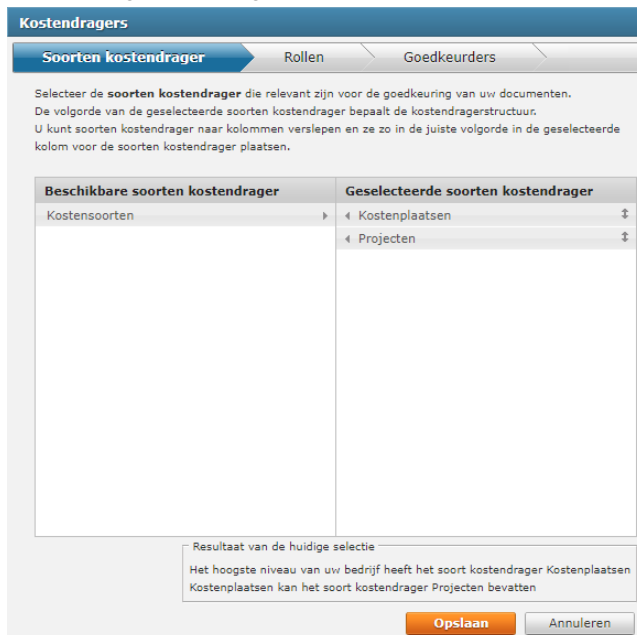 Kostendragers
Soorten kostendrager
Rollen
Goedkeurders
Selecteer de soorten kostendrager die relevant zijn voor de goedkeuring van uw documenten.
De volgorde van de geselecteerde soorten kostendrager bepaalt de kostendragerstructuur.
U kunt soorten kostendrager naar kolommen verslepen en ze zo in de juiste volgorde in de geselecteerde
kolom voor de soorten kostendrager plaatsen.
Beschikbare soorten kostendrager
Geselecteerde soorten kostendrager
Kostensoorten
Kostenplaatsen
Projecten
Resultaat van de huidige selectie
Het hoogste niveau van uw bedrijf heeft het soort kostendrager Kostenplaatsen
Kostenplaatsen kan het soort kostendrager Projecten bevatten
Opslaan
Annuleren